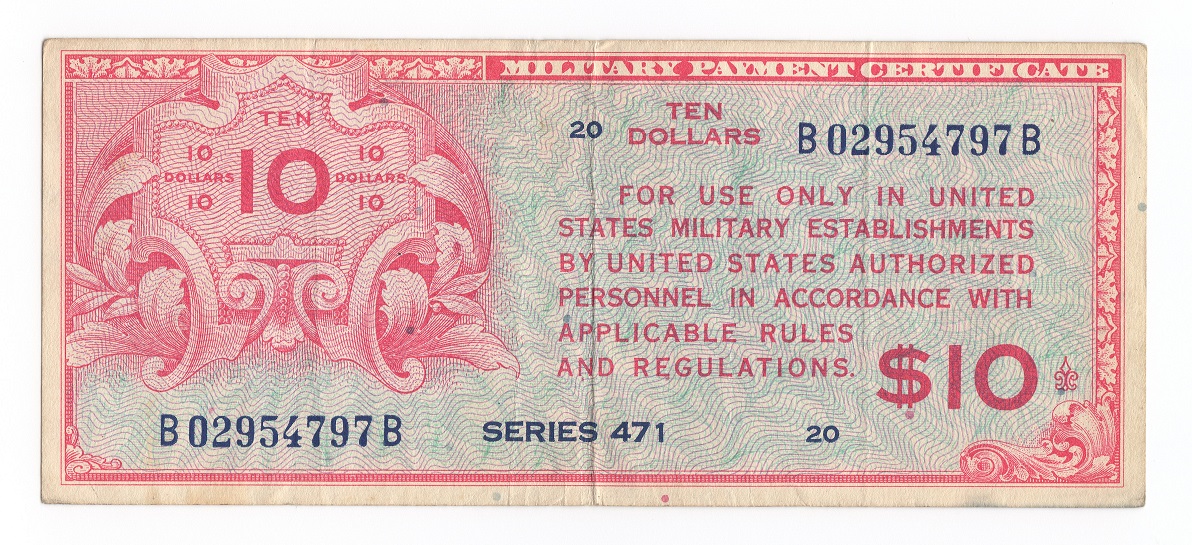 MILITARY PAYMENT CERTIFICATE
TEN
10 10
DOLLARS 10 DOLLARS
10 10
20 TEN DOLLARS B02954797B
FOR USE ONLY IN UNITED
STATES MILITARY ESTABLISHMENTS
BY UNITED STATES AUTHORIZED
PERSONNEL IN ACCORDANCE WITH
APPLICABLE RULES
AND REGULATIONS.
$10
B02954797B SERIES 471 20